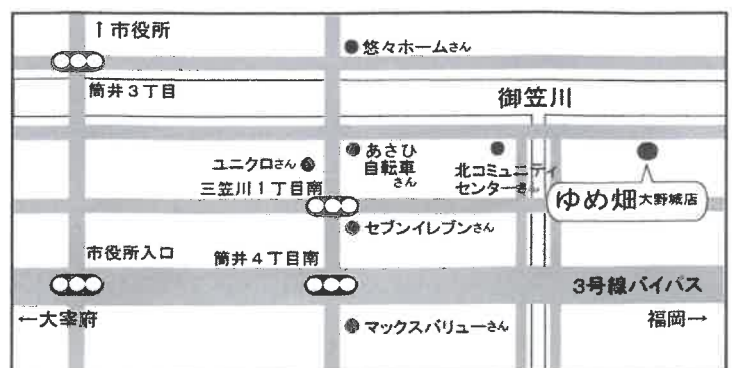 ↑市役所
悠々ホームさん
筒井3丁目
御笠川
あさひ
自転車
さん
北コミュニティ
センターさん
ユニクロさん
三笠川1丁目南
ゆめ畑大野城店
セブンイレブンさん
市役所入口
筒井4丁目南
3号線バイパス
←大宰府
福岡→
マックスバリューさん